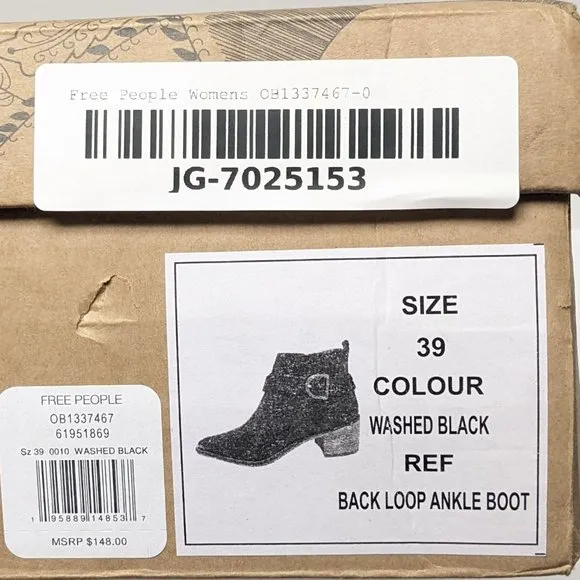 Free People Womens OB1337467-0
JG-7025153
SIZE
39
COLOUR
WASHED BLACK
REF
BACK LOOP ANKLE BOOT
FREE PEOPLE
OB1337467
61951869
Sz 39 0010 WASHED BLACK
1 95889 14853 7
MSRP $148.00